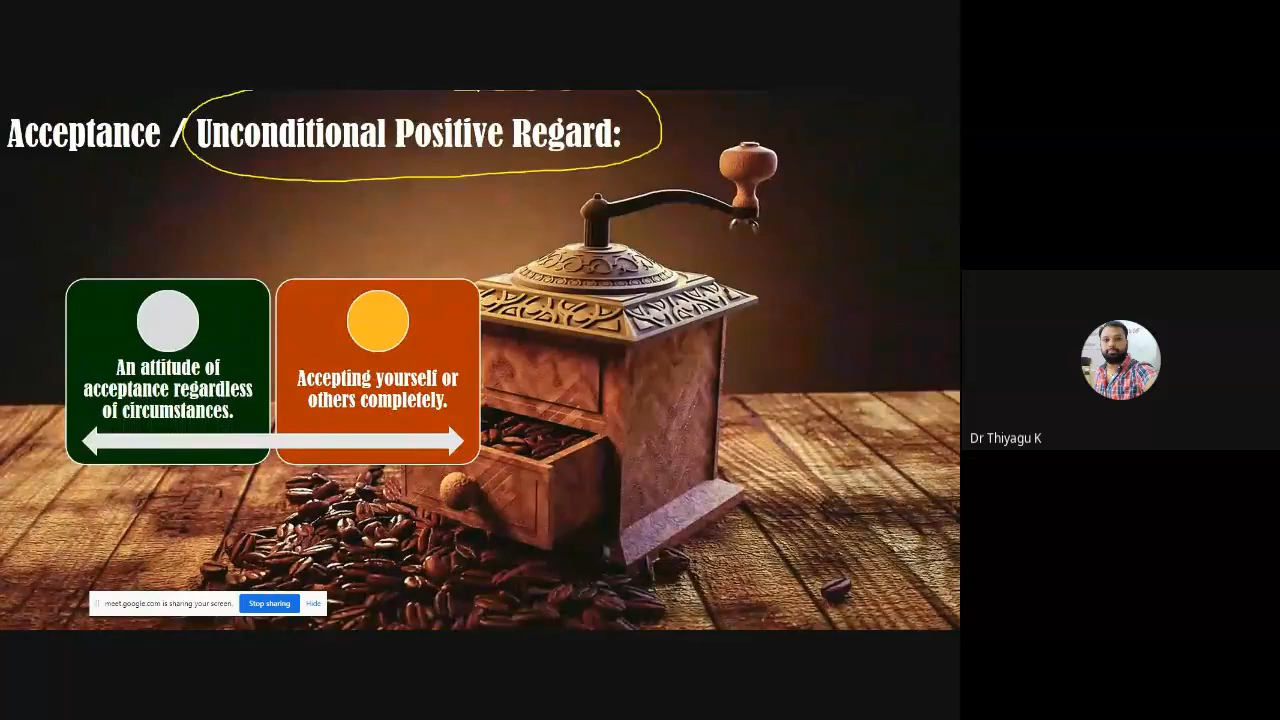 Acceptance / Unconditional Positive Regard:
An attitude of
acceptance regardless
of circumstances.
Accepting yourself or
others completely.
Dr Thiyagu K
meet.google.com is sharing your screen.
Stop sharing
Hide